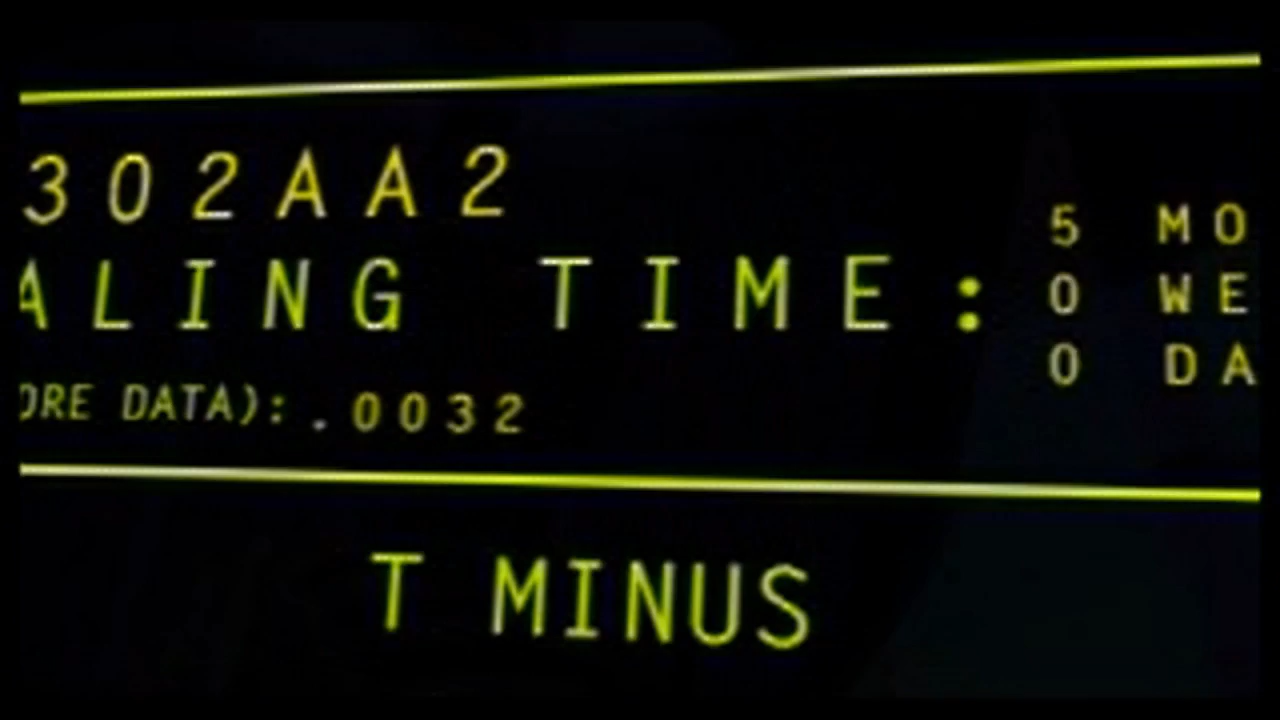 302AA2
ALING TIME:
5 MO
0 WE
0 DA
ORE DATA): .0032
T MINUS